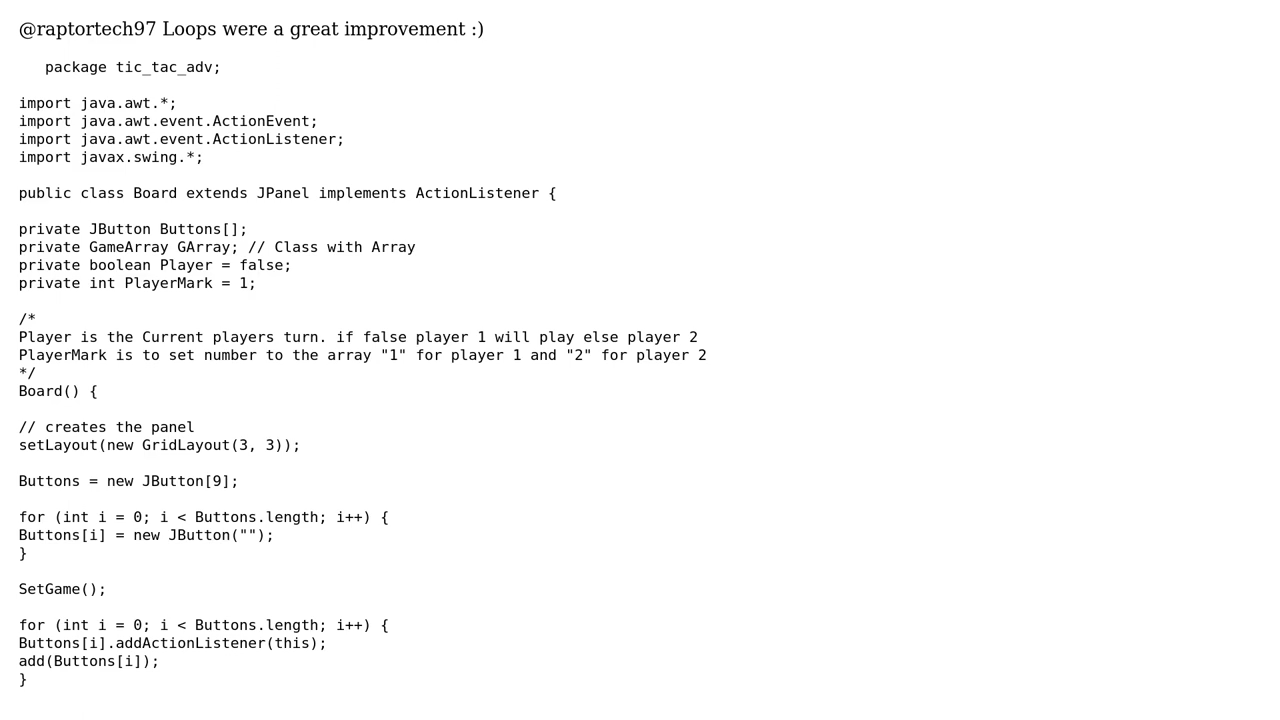 @raptortech97 Loops were a great improvement :)
package tic_tac_adv;
import java.awt.*;
import java.awt.event.ActionEvent;
import java.awt.event.ActionListener;
import javax.swing.*;
public class Board extends JPanel implements ActionListener {
private JButton Buttons[];
private GameArray GArray; // Class with Array
private boolean Player = false;
private int PlayerMark = 1;
/*
Player is the Current players turn. if false player 1 will play else player 2
PlayerMark is to set number to the array "1" for player 1 and "2" for player 2
*/
Board() {
// creates the panel
setLayout(new GridLayout(3, 3));
Buttons = new JButton[9];
for (int i = 0; i < Buttons.length; i++) {
Buttons[i] = new JButton("");
}
SetGame();
for (int i = 0; i < Buttons.length; i++) {
Buttons[i].addActionListener(this);
add(Buttons[i]);
}